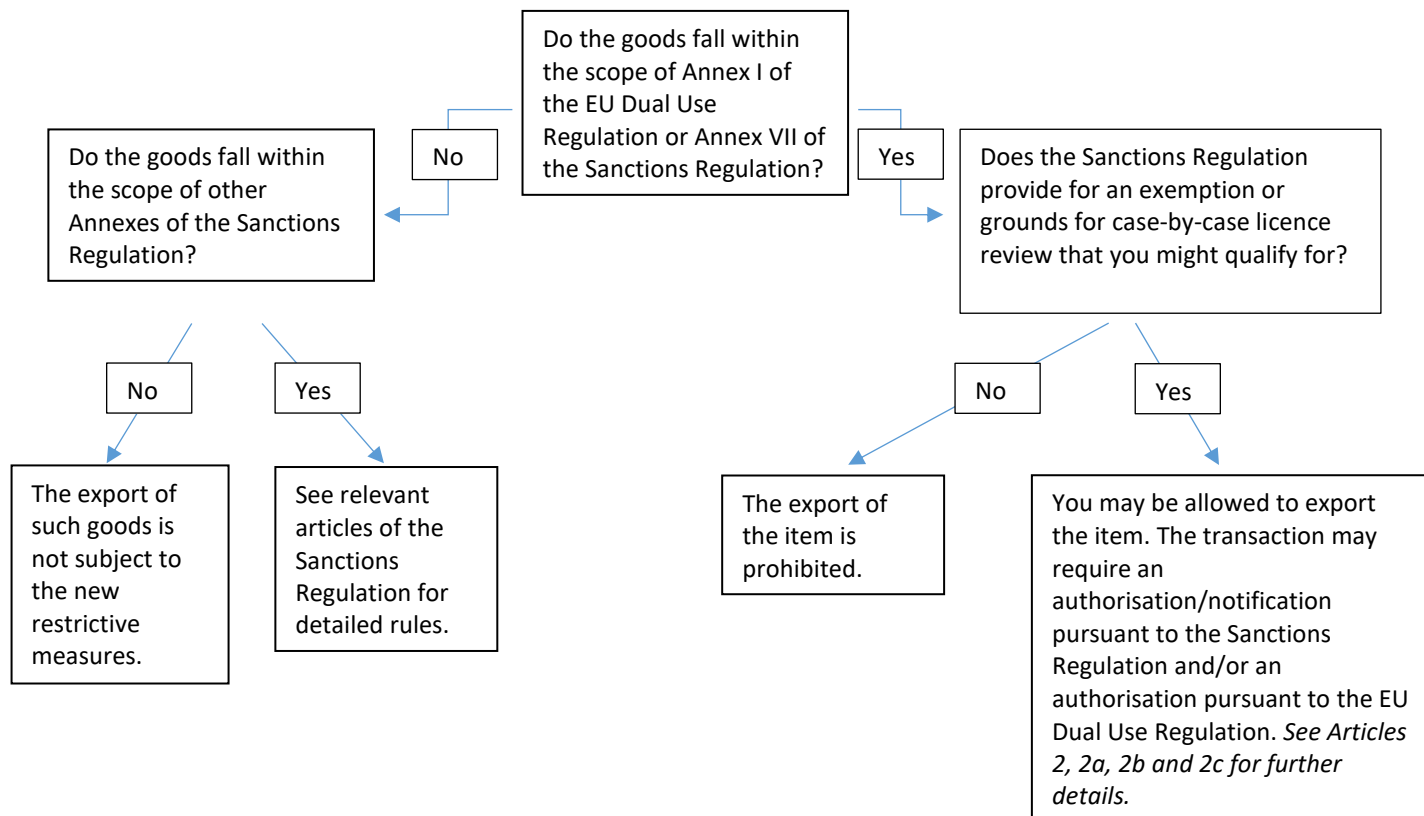 Do the goods fall within
the scope of Annex I of
the EU Dual Use
Regulation or Annex VII of
the Sanctions Regulation?
No
Yes
Do the goods fall within
the scope of other
Annexes of the Sanctions
Regulation?
Does the Sanctions Regulation
provide for an exemption or
grounds for case-by-case licence
review that you might qualify for?
No
Yes
No
Yes
The export of
such goods is
not subject to
the new
restrictive
measures.
See relevant
articles of the
Sanctions
Regulation for
detailed rules.
The export of
the item is
prohibited.
You may be allowed to export
the item. The transaction may
require an
authorisation/notification
pursuant to the Sanctions
Regulation and/or an
authorisation pursuant to the EU
Dual Use Regulation. See Articles
2, 2a, 2b and 2c for further
details.